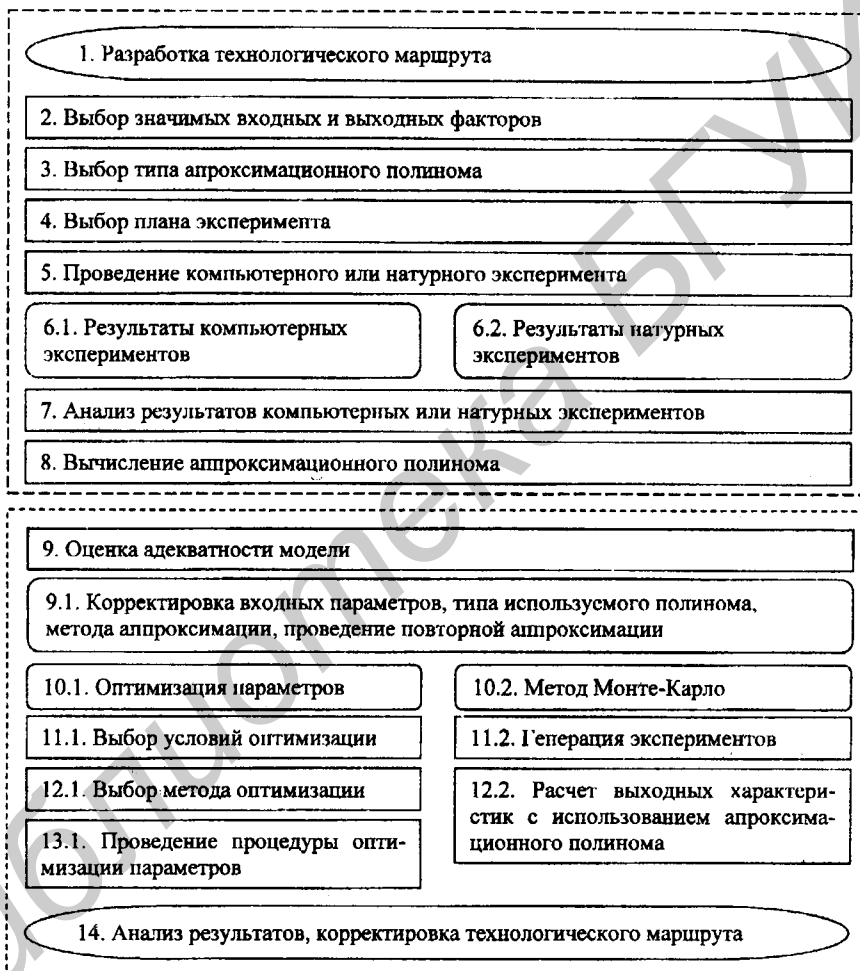 1. Разработка технологического маршрута
2. Выбор значимых входных и выходных факторов
3. Выбор типа апроксимационного полинома
4. Выбор плана эксперимента
5. Проведение компьютерного или натурного эксперимента
6.1. Результаты компьютерных
экспериментов
6.2. Результаты натурных
экспериментов
7. Анализ результатов компьютерных или натурных экспериментов
8. Вычисление аппроксимационного полинома
9. Оценка адекватности модели
9.1. Корректировка входных параметров, типа используемого полинома,
метода аппроксимации, проведение повторной аппроксимации
10.1. Оптимизация параметров
10.2. Метод Монте-Карло
11.1. Выбор условий оптимизации
11.2. Генерация экспериментов
12.1. Выбор метода оптимизации
12.2. Расчет выходных характери-
стик с использованием апроксима-
ционного полинома
13.1. Проведение процедуры опти-
мизации параметров
14. Анализ результатов, корректировка технологического маршрута